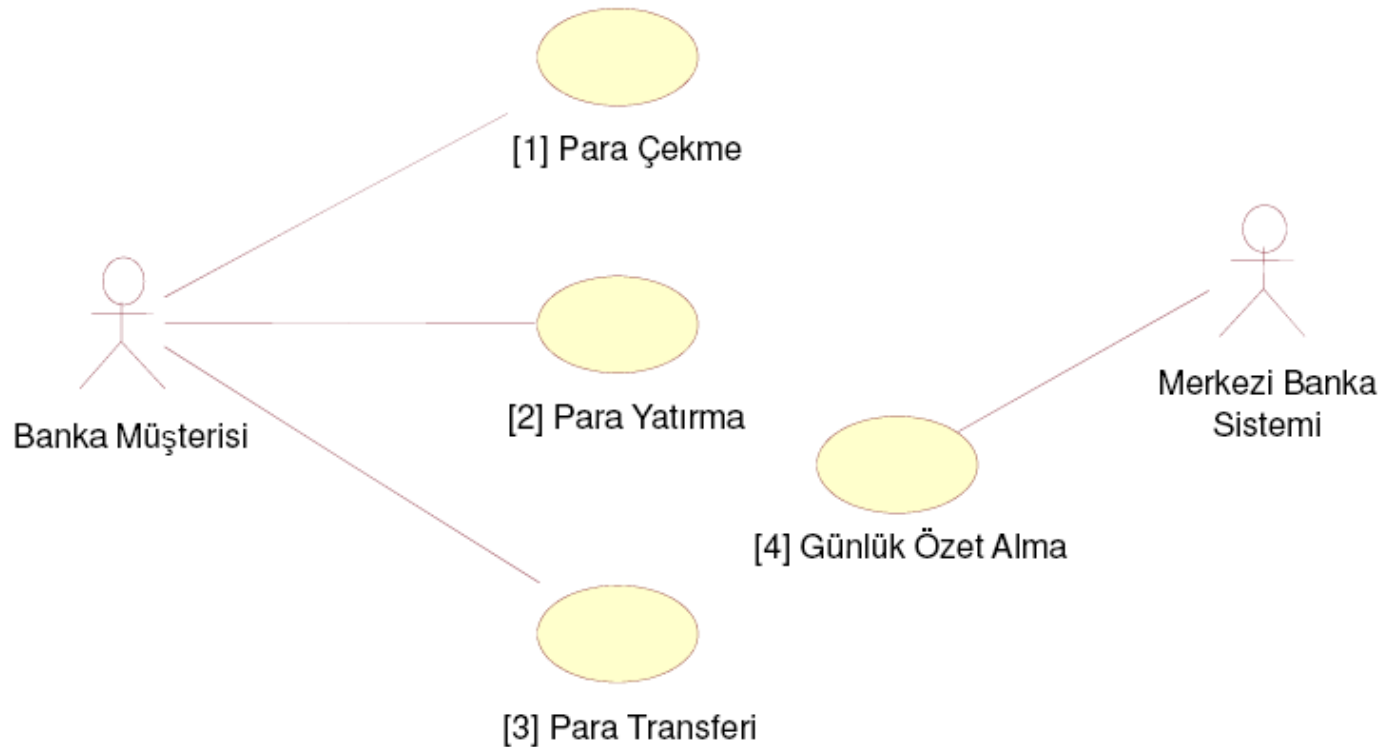 [1] Para Çekme
Banka Müşterisi
[2] Para Yatırma
Merkezi Banka
Sistemi
[4] Günlük Özet Alma
[3] Para Transferi